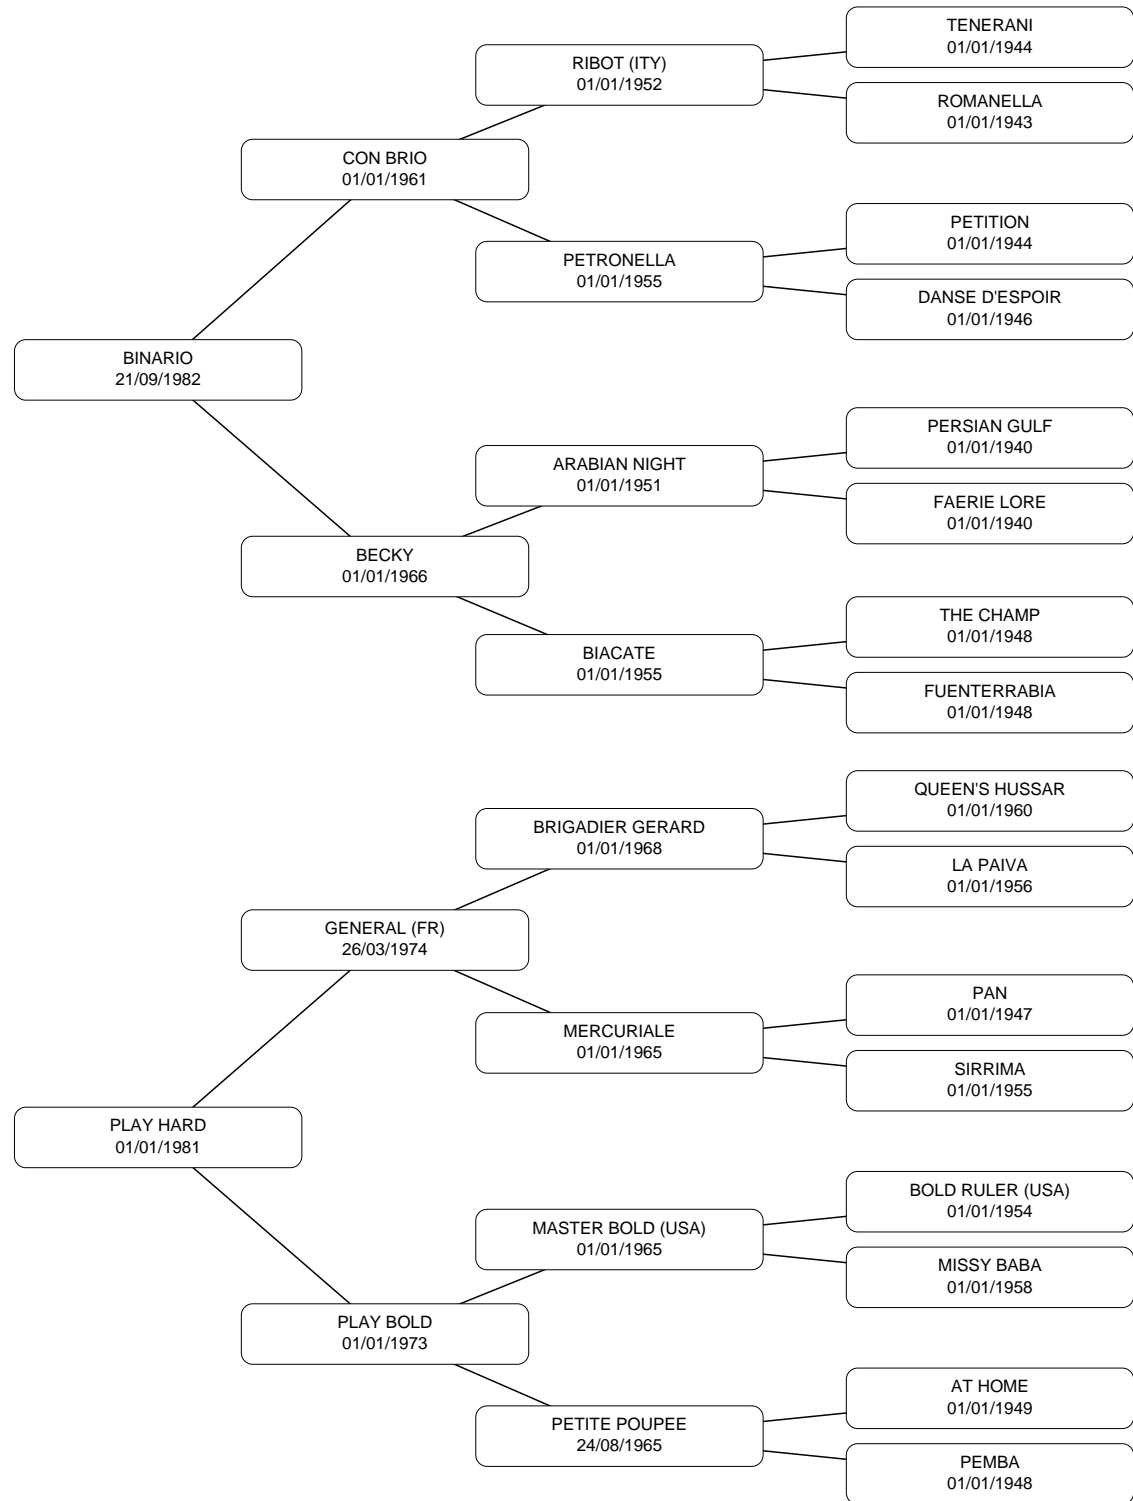 TENERANI
01/01/1944
RIBOT (ITY)
01/01/1952
ROMANELLA
01/01/1943
CON BRIO
01/01/1961
PETITION
01/01/1944
PETRONELLA
01/01/1955
DANSE D'ESPOIR
01/01/1946
BINARIO
21/09/1982
PERSIAN GULF
01/01/1940
ARABIAN NIGHT
01/01/1951
FAERIE LORE
01/01/1940
BECKY
01/01/1966
THE CHAMP
01/01/1948
BIACATE
01/01/1955
FUENTERRABIA
01/01/1948
QUEEN'S HUSSAR
01/01/1960
BRIGADIER GERARD
01/01/1968
LA PAIVA
01/01/1956
GENERAL (FR)
26/03/1974
PAN
01/01/1947
MERCURIALE
01/01/1965
SIRRIMA
01/01/1955
PLAY HARD
01/01/1981
BOLD RULER (USA)
01/01/1954
MASTER BOLD (USA)
01/01/1965
MISSY BABA
01/01/1958
PLAY BOLD
01/01/1973
AT HOME
01/01/1949
PETITE POUPEE
24/08/1965
PEMBA
01/01/1948